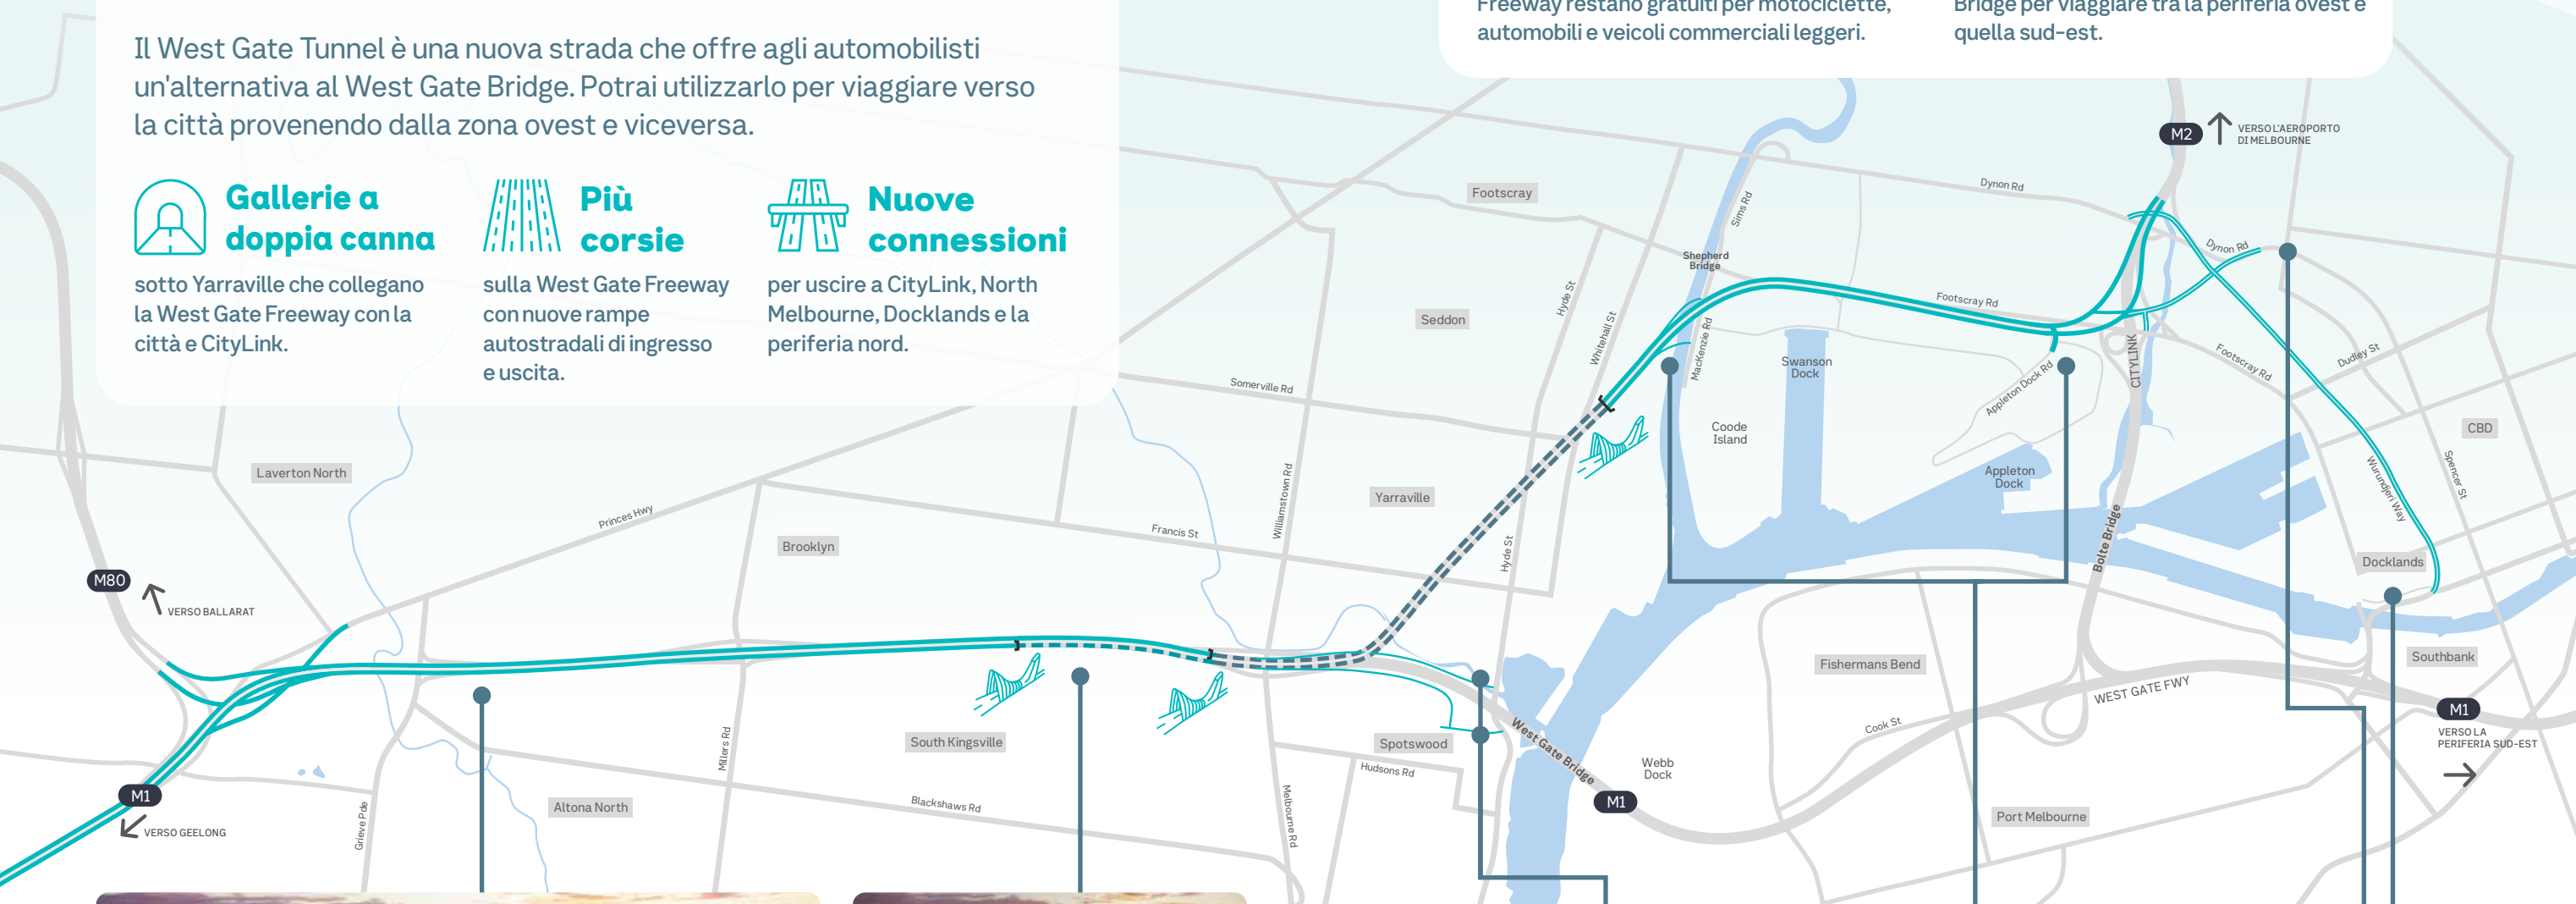 Il West Gate Tunnel è una nuova strada che offre agli automobilisti
un'alternativa al West Gate Bridge. Potrai utilizzarlo per viaggiare verso
la città provenendo dalla zona ovest e viceversa.
Gallerie a
doppia canna
sotto Yarraville che collegano
la West Gate Freeway con la
città e CityLink.
Più
corsie
sulla West Gate Freeway
con nuove rampe
autostradali di ingresso
e uscita.
Nuove
connessioni
per uscire a CityLink, North
Melbourne, Docklands e la
periferia nord.
Freeway restano gratuiti per motociclette,
automobili e veicoli commerciali leggeri.
Bridge per viaggiare tra la periferia ovest e
quella sud-est.
M2
VERSO L'AEROPORTO
DI MELBOURNE
Footscray
Dynon Rd
Sims Rd
Shepherd
Bridge
Dynon Rd
Hyde St
Footscray Rd
Seddon
Whitehall St
MacKenzie Rd
Swanson
Dock
CITYLINK
Footscray Rd
Dudley St
Somerville Rd
Appleton Dock Rd
Coode
Island
CBD
Laverton North
Williamstown Rd
Yarraville
Appleton
Dock
Wurundjeri Way
Spencer St
Princes Hwy
Francis St
Brooklyn
Hyde St
Bolte Bridge
Docklands
M80
VERSO BALLARAT
Fishermans Bend
Southbank
WEST GATE FWY
M1
VERSO LA
PERIFERIA SUD-EST
Millers Rd
South Kingsville
Spotswood
West Gate Bridge
Cook St
Hudsons Rd
Webb
Dock
M1
M1
VERSO GEELONG
Grieve Pde
Altona North
Blackshaws Rd
Melbourne Rd
Port Melbourne